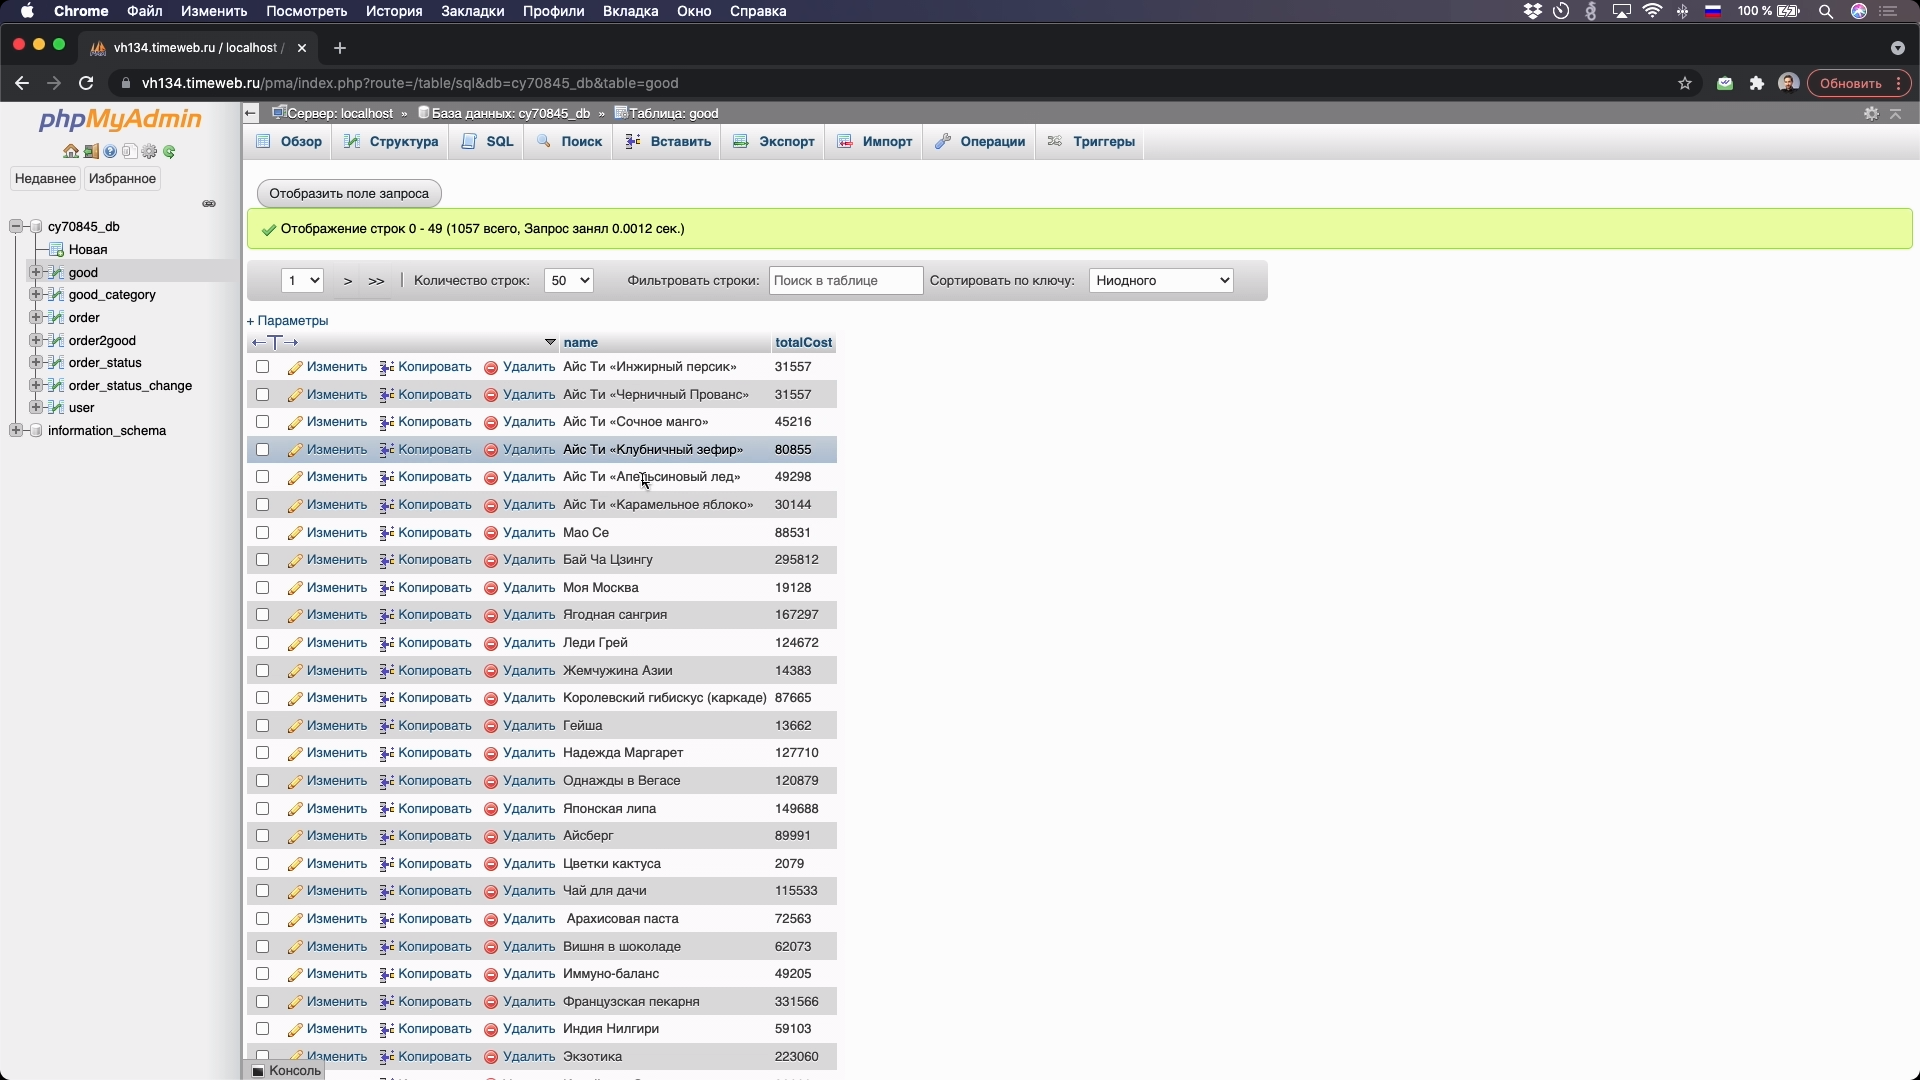 Chrome Файл Изменить Посмотреть История Закладки Профили Вкладка Окно Справка 100 %
vh134.timeweb.ru / localhost /
vh134.timeweb.ru/pma/index.php?route=/table/sql&db=cy70845_db&table=good
Обновить
phpMyAdmin
Недавнее Избранное
cy70845_db
Новая
good
good_category
order
order2good
order_status
order_status_change
user
information_schema
Сервер: localhost » База данных: cy70845_db » Таблица: good
Обзор Структура SQL Поиск Вставить Экспорт Импорт Операции Триггеры
Отобразить поле запроса
Отображение строк 0 - 49 (1057 всего, Запрос занял 0.0012 сек.)
1 > >> | Количество строк: 50 Фильтровать строки: Поиск в таблице Сортировать по ключу: Ниодного
+ Параметры
←T→ name totalCost
Изменить Копировать Удалить Айс Ти «Инжирный персик» 31557
Изменить Копировать Удалить Айс Ти «Черничный Прованс» 31557
Изменить Копировать Удалить Айс Ти «Сочное манго» 45216
Изменить Копировать Удалить Айс Ти «Клубничный зефир» 80855
Изменить Копировать Удалить Айс Ти «Апельсиновый лед» 49298
Изменить Копировать Удалить Айс Ти «Карамельное яблоко» 30144
Изменить Копировать Удалить Мао Се 88531
Изменить Копировать Удалить Бай Ча Цзингу 295812
Изменить Копировать Удалить Моя Москва 19128
Изменить Копировать Удалить Ягодная сангрия 167297
Изменить Копировать Удалить Леди Грей 124672
Изменить Копировать Удалить Жемчужина Азии 14383
Изменить Копировать Удалить Королевский гибискус (каркаде) 87665
Изменить Копировать Удалить Гейша 13662
Изменить Копировать Удалить Надежда Маргарет 127710
Изменить Копировать Удалить Однажды в Вегасе 120879
Изменить Копировать Удалить Японская липа 149688
Изменить Копировать Удалить Айсберг 89991
Изменить Копировать Удалить Цветки кактуса 2079
Изменить Копировать Удалить Чай для дачи 115533
Изменить Копировать Удалить Арахисовая паста 72563
Изменить Копировать Удалить Вишня в шоколаде 62073
Изменить Копировать Удалить Иммуно-баланс 49205
Изменить Копировать Удалить Французская пекарня 331566
Изменить Копировать Удалить Индия Нилгири 59103
Изменить Копировать Удалить Экзотика 223060
Консоль